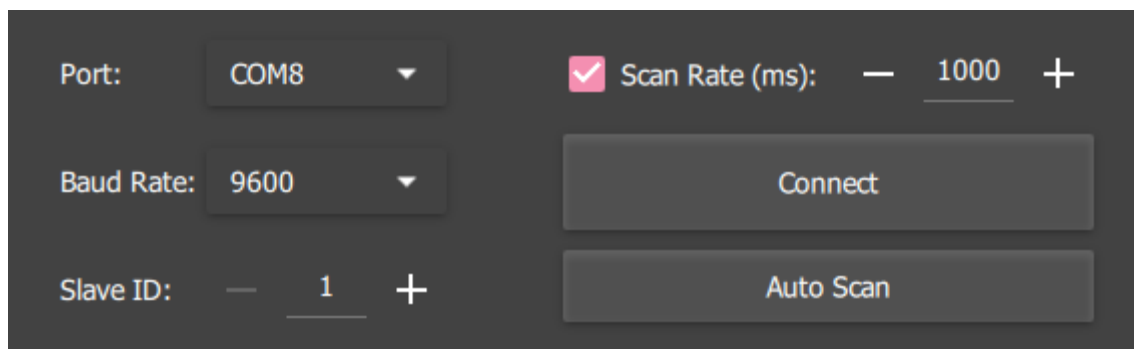 Port: COM8
Scan Rate (ms): 1000
Baud Rate: 9600
Connect
Slave ID: 1
Auto Scan